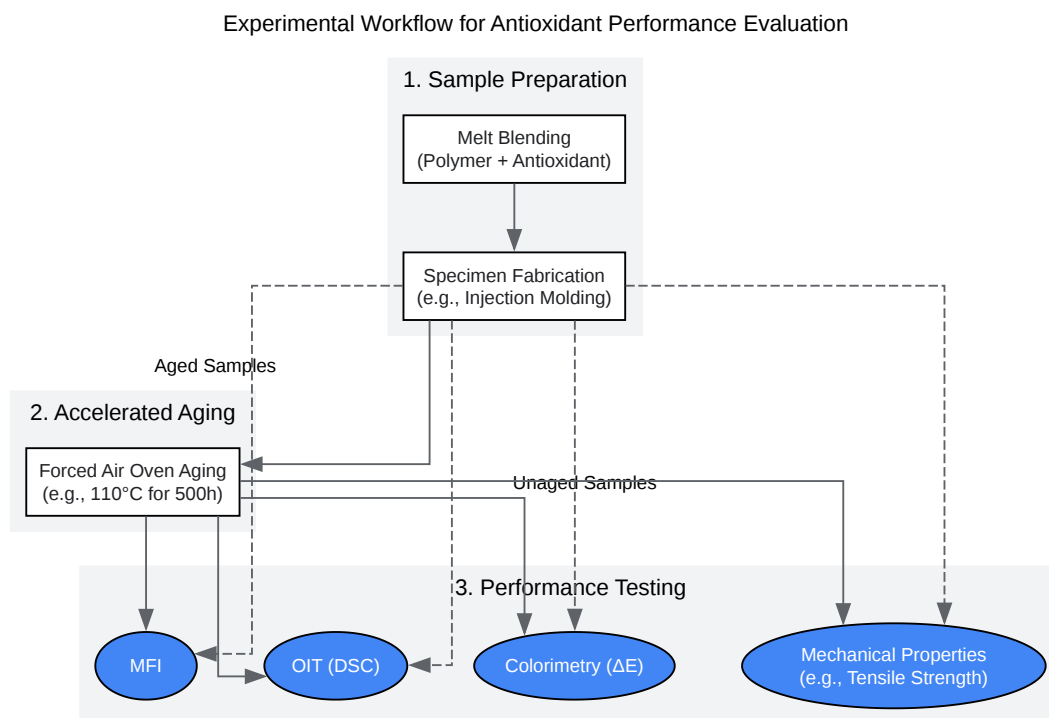 Experimental Workflow for Antioxidant Performance Evaluation
1. Sample Preparation
Melt Blending
(Polymer + Antioxidant)
Specimen Fabrication
(e.g., Injection Molding)
Aged Samples
2. Accelerated Aging
Forced Air Oven Aging
(e.g., 110°C for 500h)
Unaged Samples
3. Performance Testing
MFI
OIT (DSC)
Colorimetry (ΔE)
Mechanical Properties
(e.g., Tensile Strength)